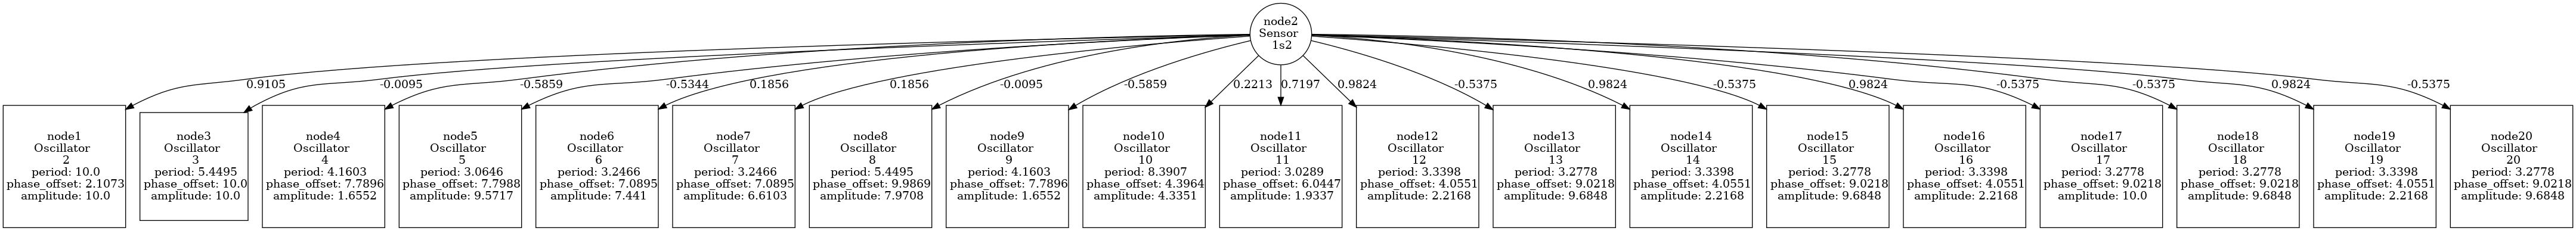 node2
Sensor
1s2
0.9105
-0.0095
-0.5859
-0.5344
0.1856
0.1856
-0.0095
-0.5859
0.2213
0.7197
0.9824
-0.5375
0.9824
-0.5375
0.9824
-0.5375
-0.5375
0.9824
-0.5375
node1
Oscillator
2
period: 10.0
phase_offset: 2.1073
amplitude: 10.0
node3
Oscillator
3
period: 5.4495
phase_offset: 10.0
amplitude: 10.0
node4
Oscillator
4
period: 4.1603
phase_offset: 7.7896
amplitude: 1.6552
node5
Oscillator
5
period: 3.0646
phase_offset: 7.7988
amplitude: 9.5717
node6
Oscillator
6
period: 3.2466
phase_offset: 7.0895
amplitude: 7.441
node7
Oscillator
7
period: 3.2466
phase_offset: 7.0895
amplitude: 6.6103
node8
Oscillator
8
period: 5.4495
phase_offset: 9.9869
amplitude: 7.9708
node9
Oscillator
9
period: 4.1603
phase_offset: 7.7896
amplitude: 1.6552
node10
Oscillator
10
period: 8.3907
phase_offset: 4.3964
amplitude: 4.3351
node11
Oscillator
11
period: 3.0289
phase_offset: 6.0447
amplitude: 1.9337
node12
Oscillator
12
period: 3.3398
phase_offset: 4.0551
amplitude: 2.2168
node13
Oscillator
13
period: 3.2778
phase_offset: 9.0218
amplitude: 9.6848
node14
Oscillator
14
period: 3.3398
phase_offset: 4.0551
amplitude: 2.2168
node15
Oscillator
15
period: 3.2778
phase_offset: 9.0218
amplitude: 9.6848
node16
Oscillator
16
period: 3.3398
phase_offset: 4.0551
amplitude: 2.2168
node17
Oscillator
17
period: 3.2778
phase_offset: 9.0218
amplitude: 10.0
node18
Oscillator
18
period: 3.2778
phase_offset: 9.0218
amplitude: 9.6848
node19
Oscillator
19
period: 3.3398
phase_offset: 4.0551
amplitude: 2.2168
node20
Oscillator
20
period: 3.2778
phase_offset: 9.0218
amplitude: 9.6848